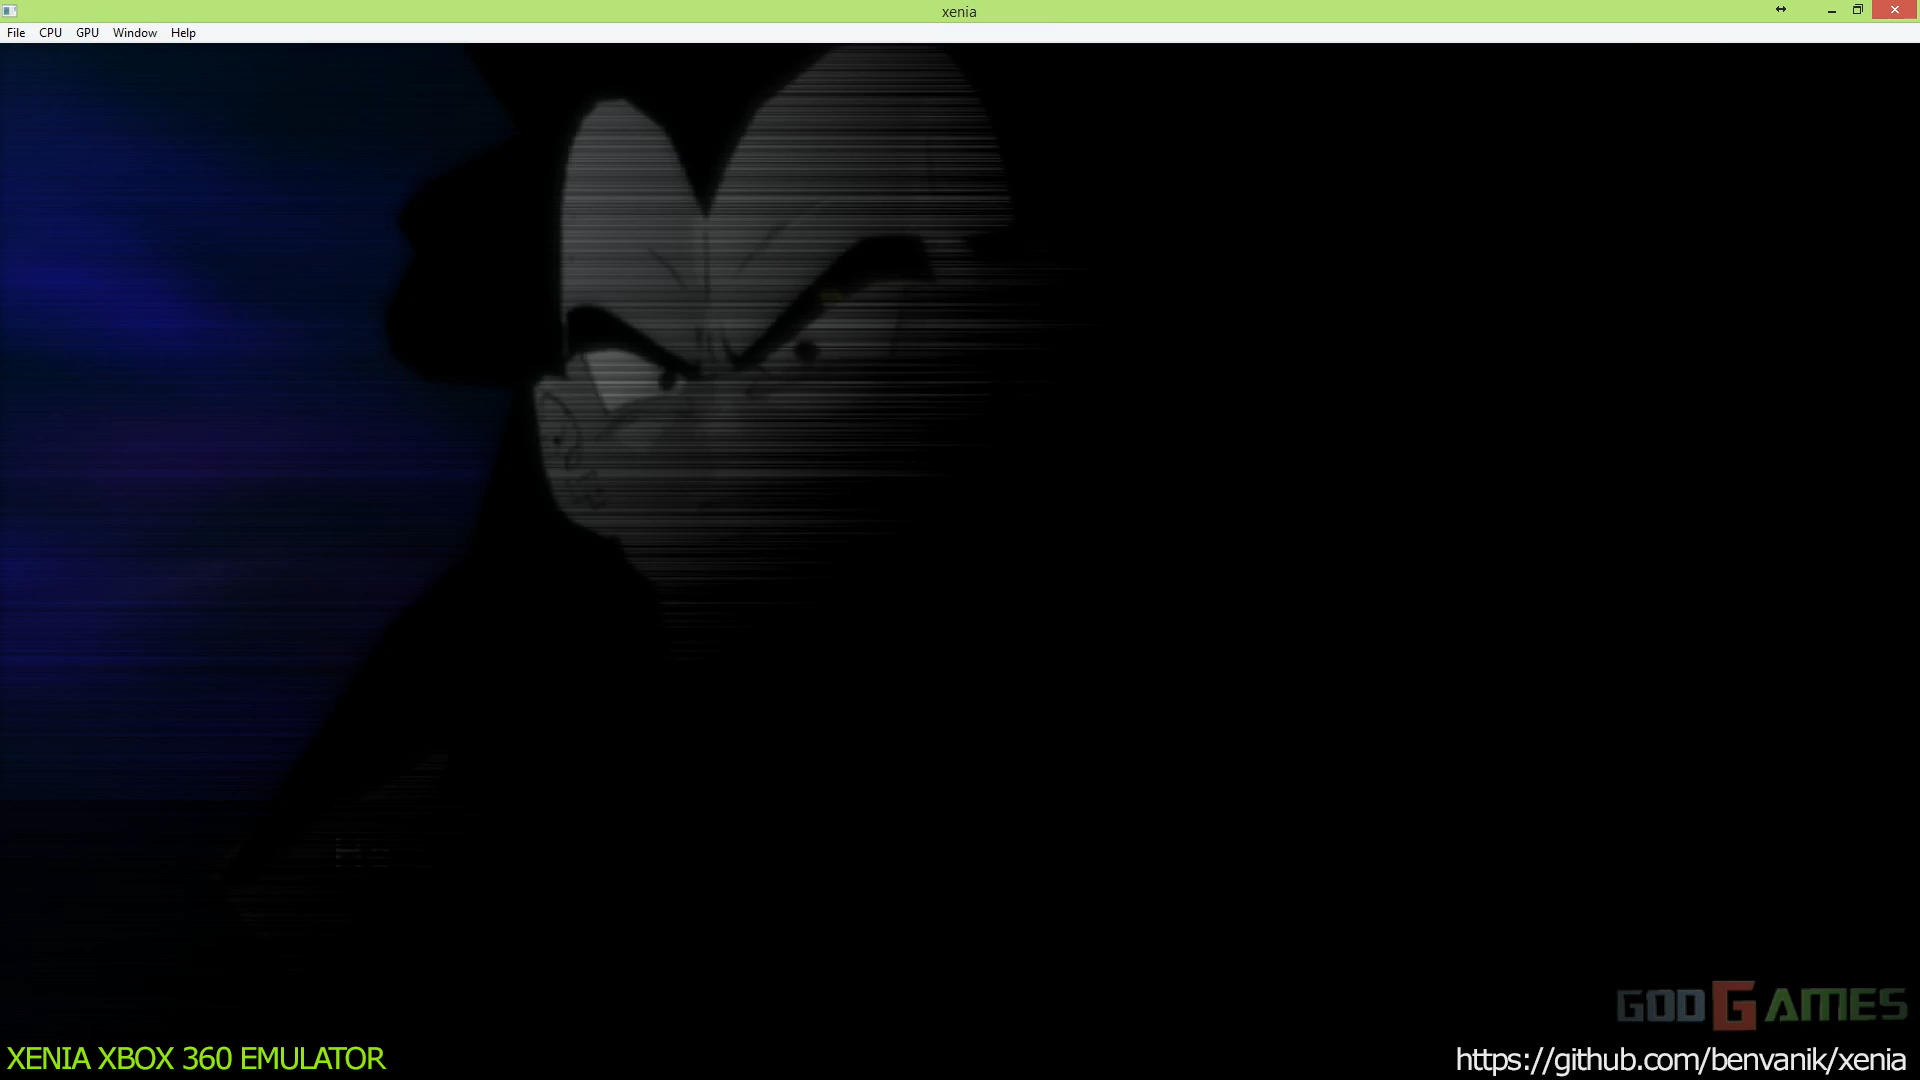 xenia
File CPU GPU Window Help
GODGAMES
XENIA XBOX 360 EMULATOR
https://github.com/benvanik/xenia